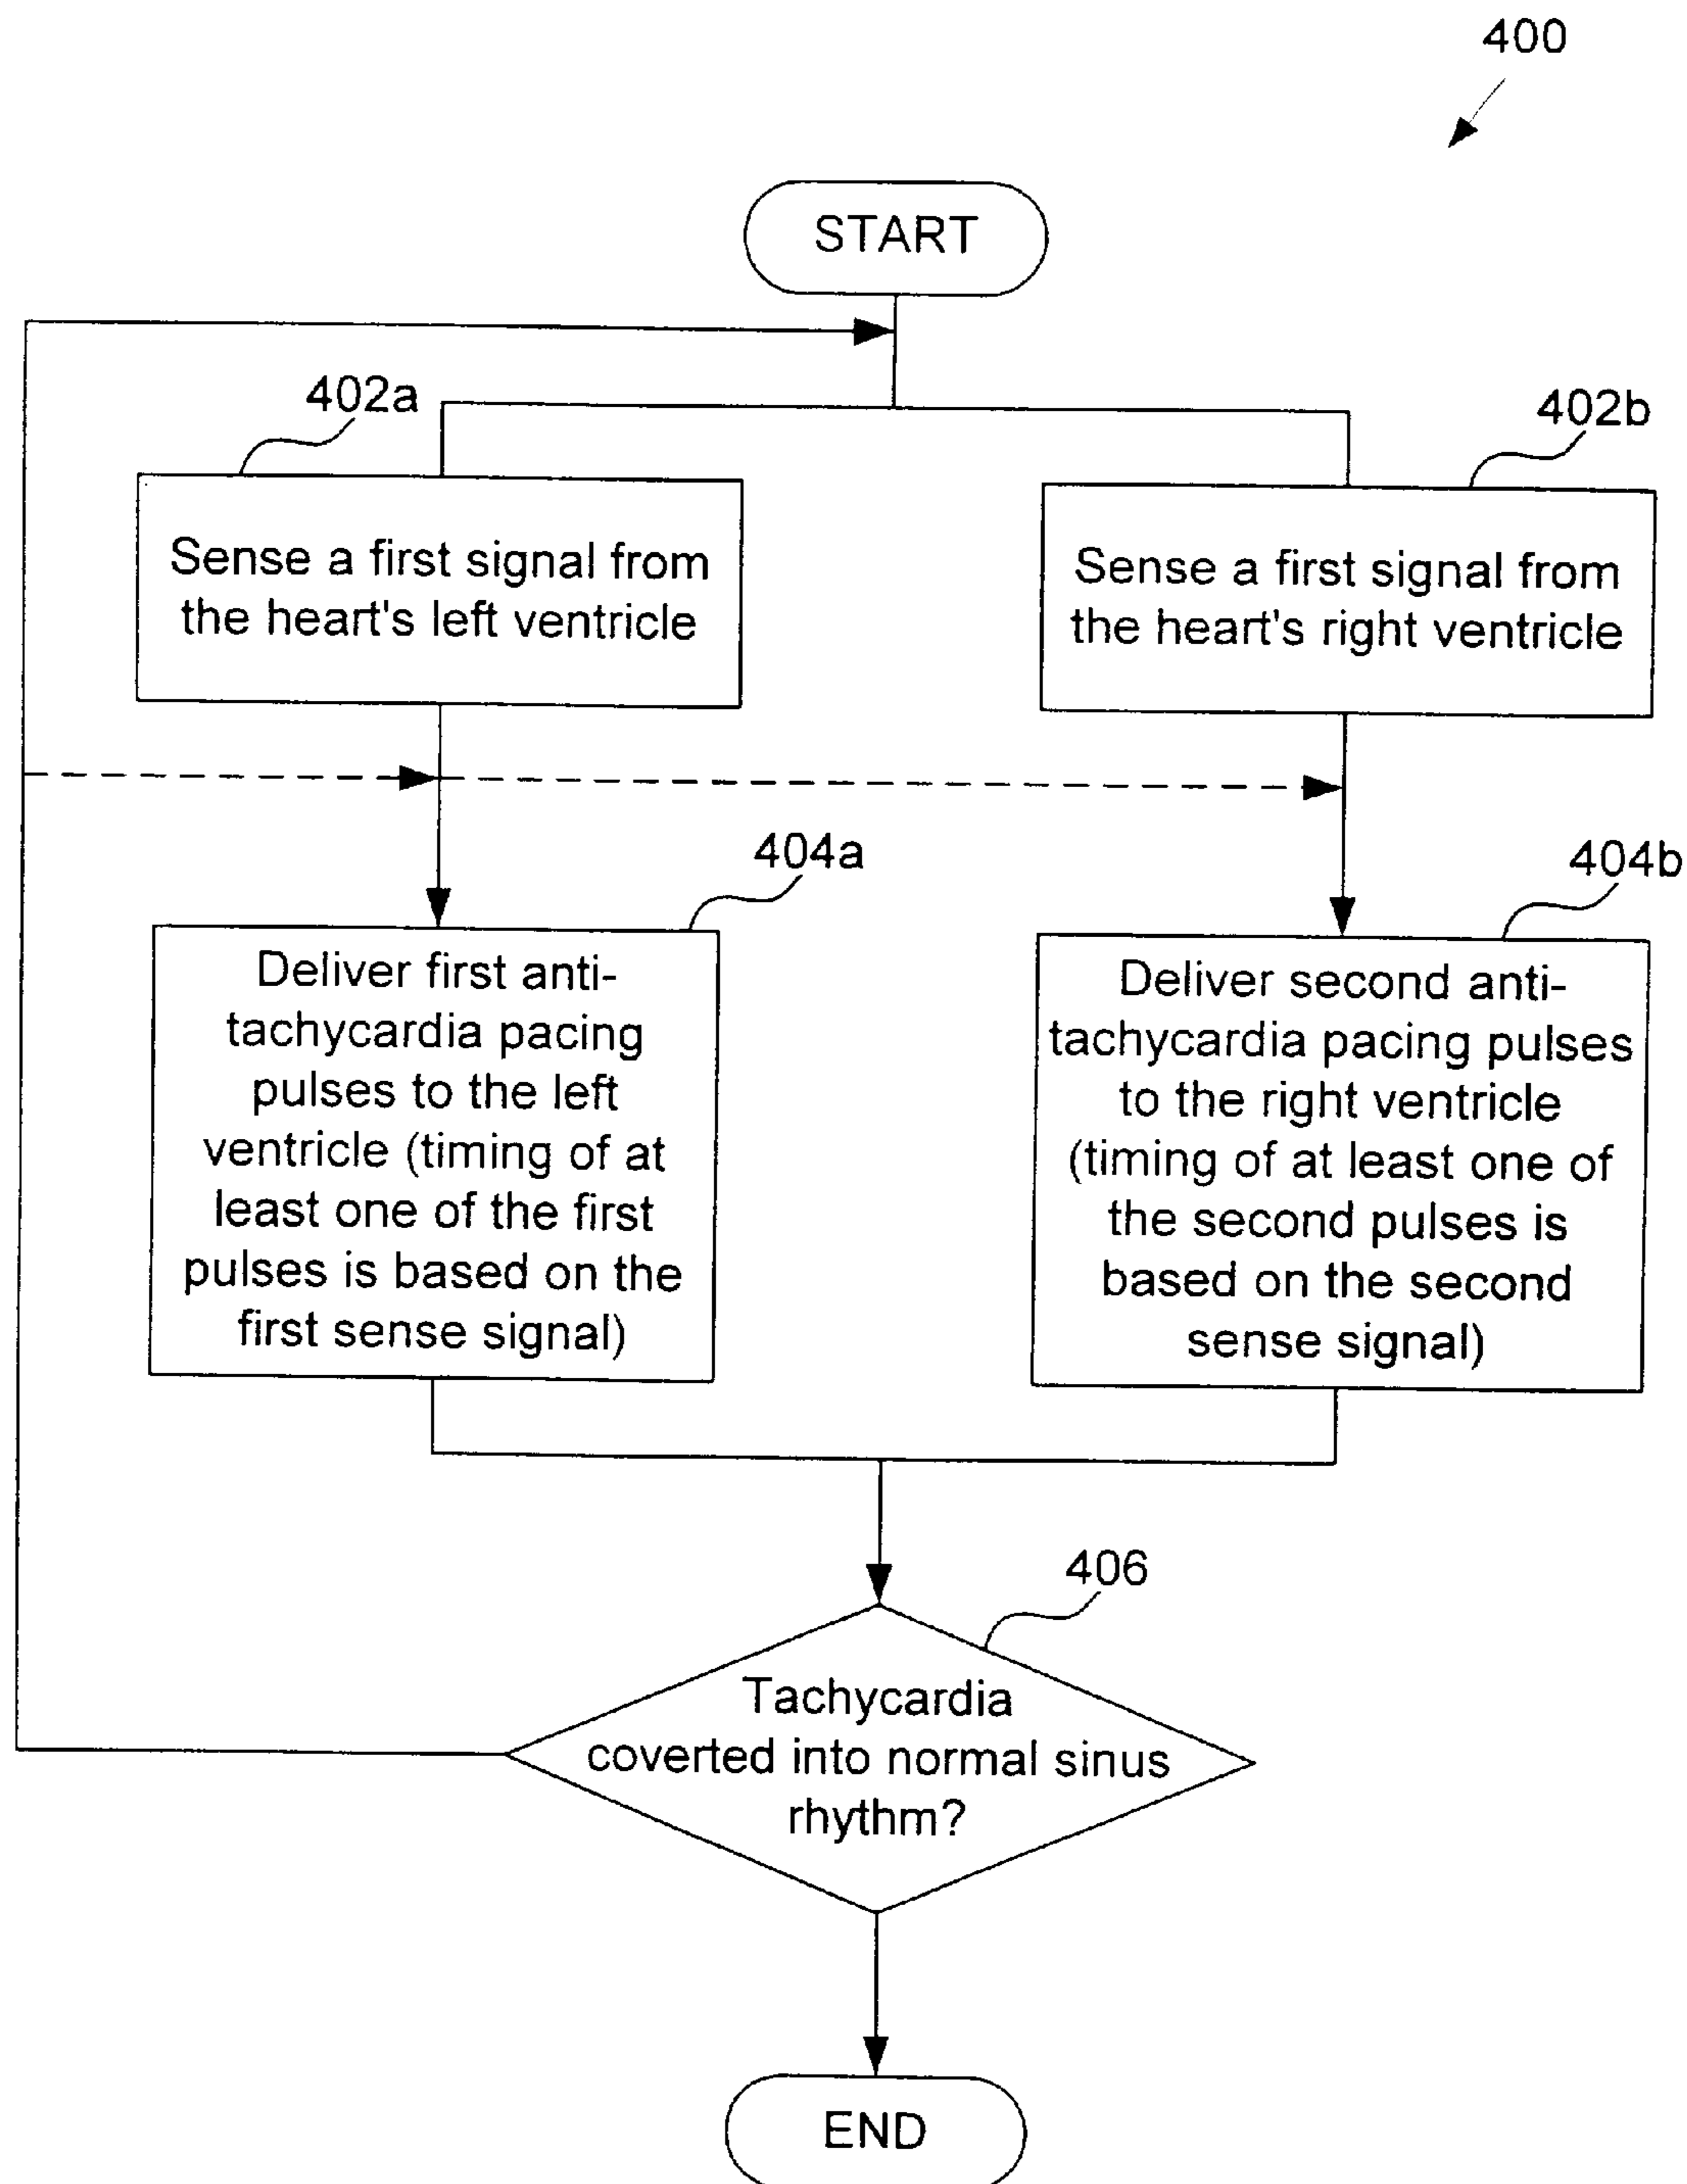 400
START
402a
402b
Sense a first signal from
the heart's left ventricle
Sense a first signal from
the heart's right ventricle
404a
404b
Deliver first anti-
tachycardia pacing
pulses to the left
ventricle (timing of at
least one of the first
pulses is based on the
first sense signal)
Deliver second anti-
tachycardia pacing pulses
to the right ventricle
(timing of at least one of
the second pulses is
based on the second
sense signal)
406
Tachycardia
coverted into normal sinus
rhythm?
END